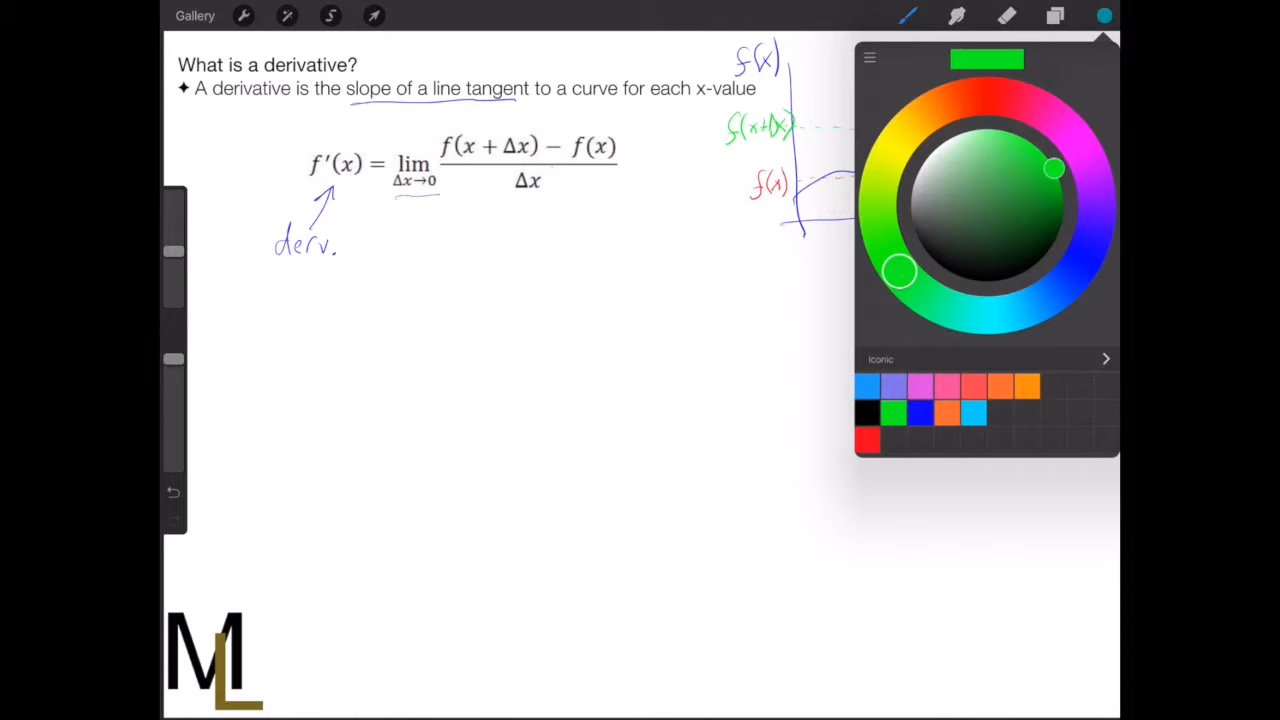 Gallery
What is a derivative?
✦ A derivative is the slope of a line tangent to a curve for each x-value
f′(x) = lim Δx→0 f(x + Δx) − f(x) / Δx
derv.
f(x)
f(x+Δx)
f(x)
Iconic
ML